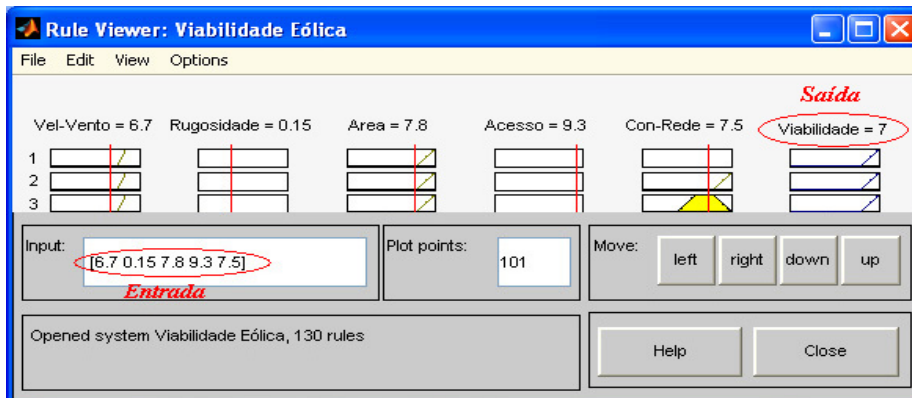 Rule Viewer: Viabilidade Eólica
File Edit View Options
Saída
Vel-Vento = 6.7 Rugosidade = 0.15 Area = 7.8 Acesso = 9.3 Con-Rede = 7.5 Viabilidade = 7
1
2
3
Input: [6.7 0.15 7.8 9.3 7.5] Plot points: 101 Move: left right down up
Entrada
Opened system Viabilidade Eólica, 130 rules
Help Close